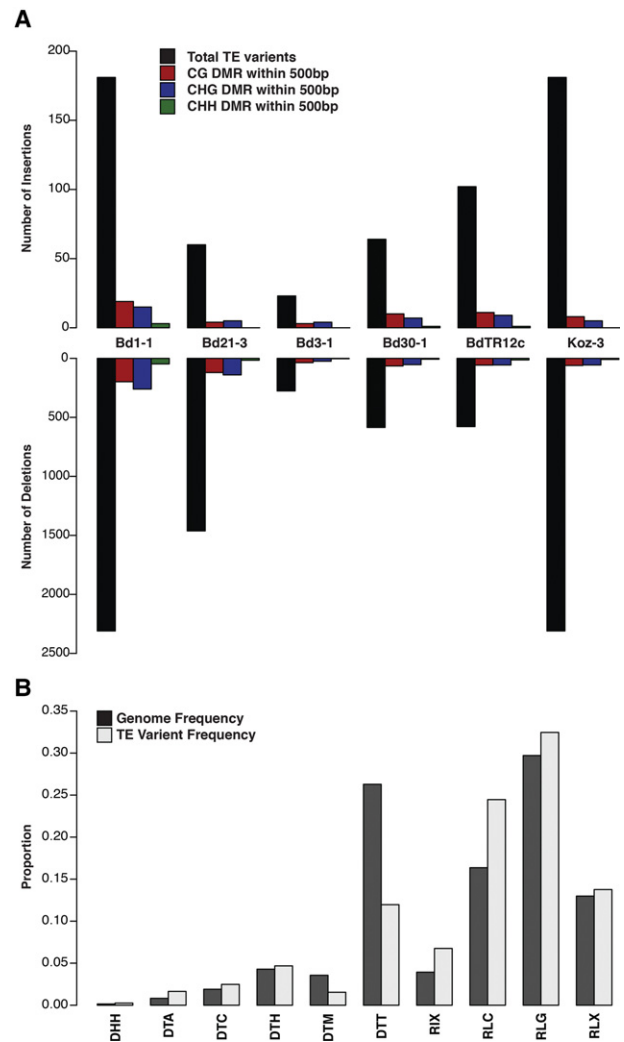 A
200
150
100
50
0
Number of Insertions
Total TE varients
CG DMR within 500bp
CHG DMR within 500bp
CHH DMR within 500bp
Bd1-1 Bd21-3 Bd3-1 Bd30-1 BdTR12c Koz-3
0
500
1000
1500
2000
2500
Number of Deletions
B
0.35
0.30
0.25
0.20
0.15
0.10
0.05
0.00
Proportion
Genome Frequency
TE Varient Frequency
DHH DTA DTC DTH DTM DTT RIX RLC RLG RLX